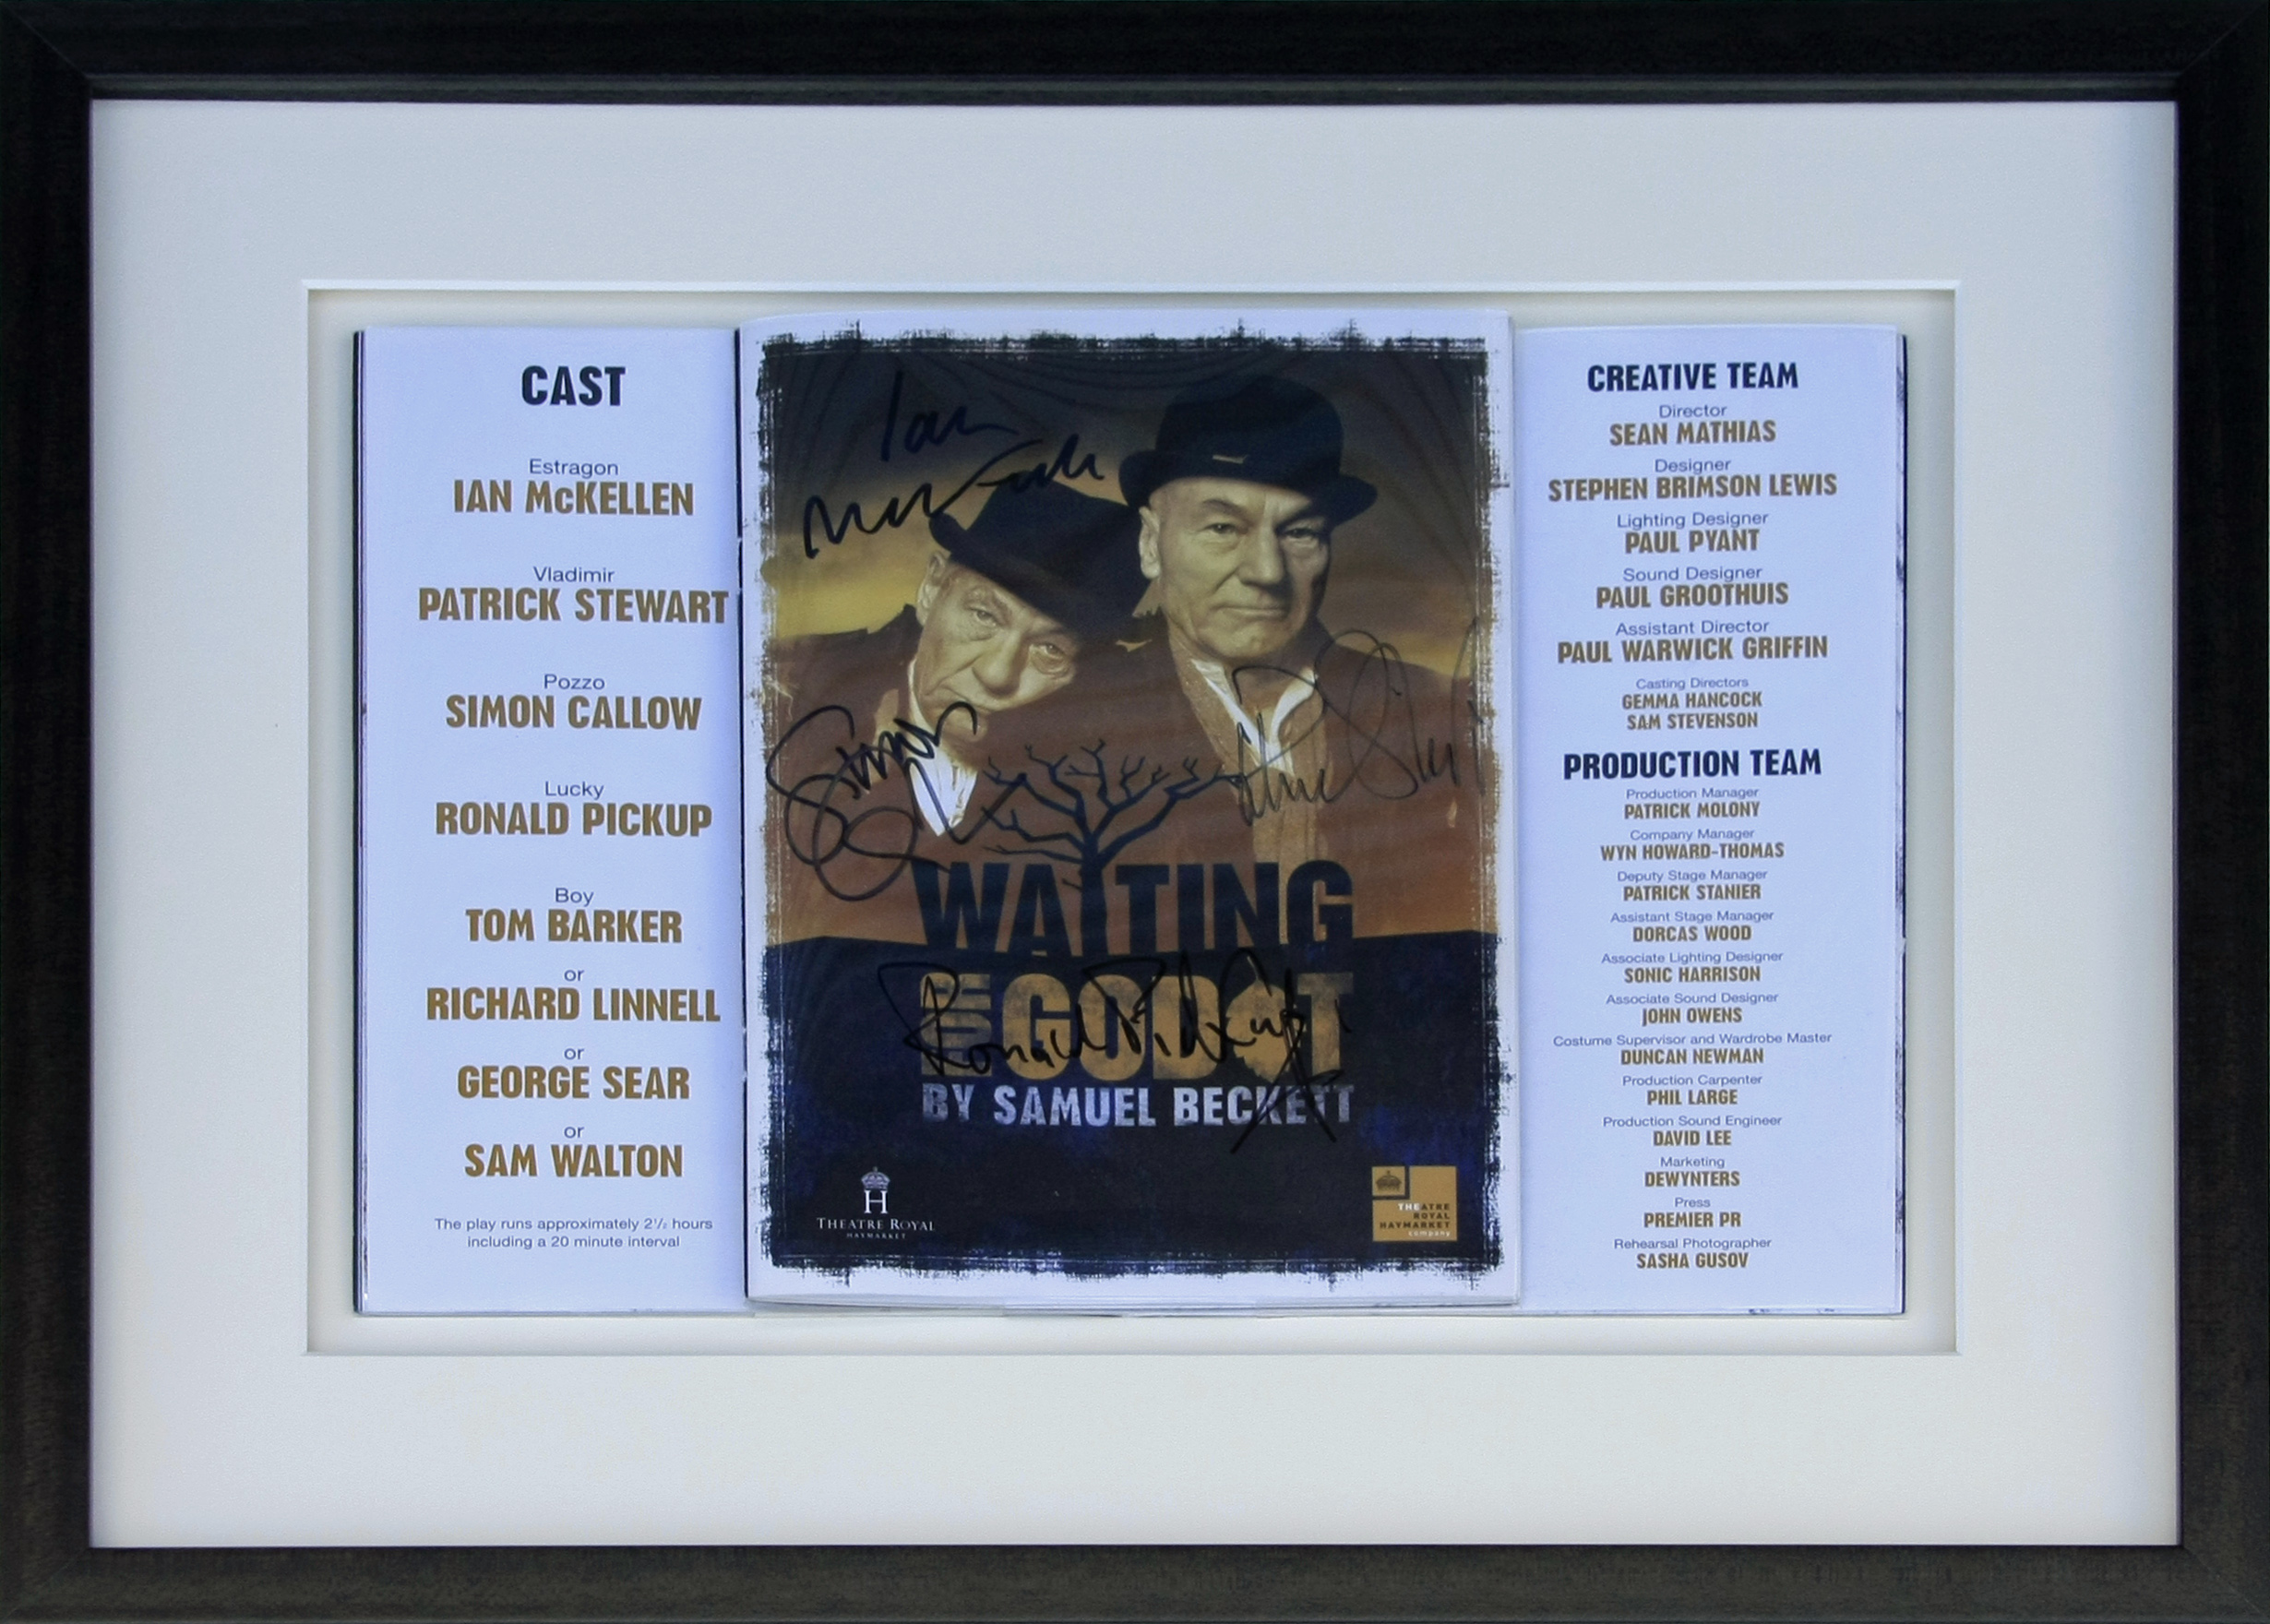 CAST
Estragon
IAN McKELLEN
Vladimir
PATRICK STEWART
Pozzo
SIMON CALLOW
Lucky
RONALD PICKUP
Boy
TOM BARKER
or
RICHARD LINNELL
or
GEORGE SEAR
or
SAM WALTON
The play runs approximately 2½ hours
including a 20 minute interval
Ian
McKellen
Simon
Ronald Pickup
WAITING
FOR GODOT
BY SAMUEL BECKETT
H
THEATRE ROYAL
HAYMARKET
THEATRE
ROYAL
HAYMARKET
company
CREATIVE TEAM
Director
SEAN MATHIAS
Designer
STEPHEN BRIMSON LEWIS
Lighting Designer
PAUL PYANT
Sound Designer
PAUL GROOTHUIS
Assistant Director
PAUL WARWICK GRIFFIN
Casting Directors
GEMMA HANCOCK
SAM STEVENSON
PRODUCTION TEAM
Production Manager
PATRICK MOLONY
Company Manager
WYN HOWARD-THOMAS
Deputy Stage Manager
PATRICK STANIER
Assistant Stage Manager
DORCAS WOOD
Associate Lighting Designer
SONIC HARRISON
Associate Sound Designer
JOHN OWENS
Costume Supervisor and Wardrobe Master
DUNCAN NEWMAN
Production Carpenter
PHIL LARGE
Production Sound Engineer
DAVID LEE
Marketing
DEWYNTERS
Press
PREMIER PR
Rehearsal Photographer
SASHA GUSOV